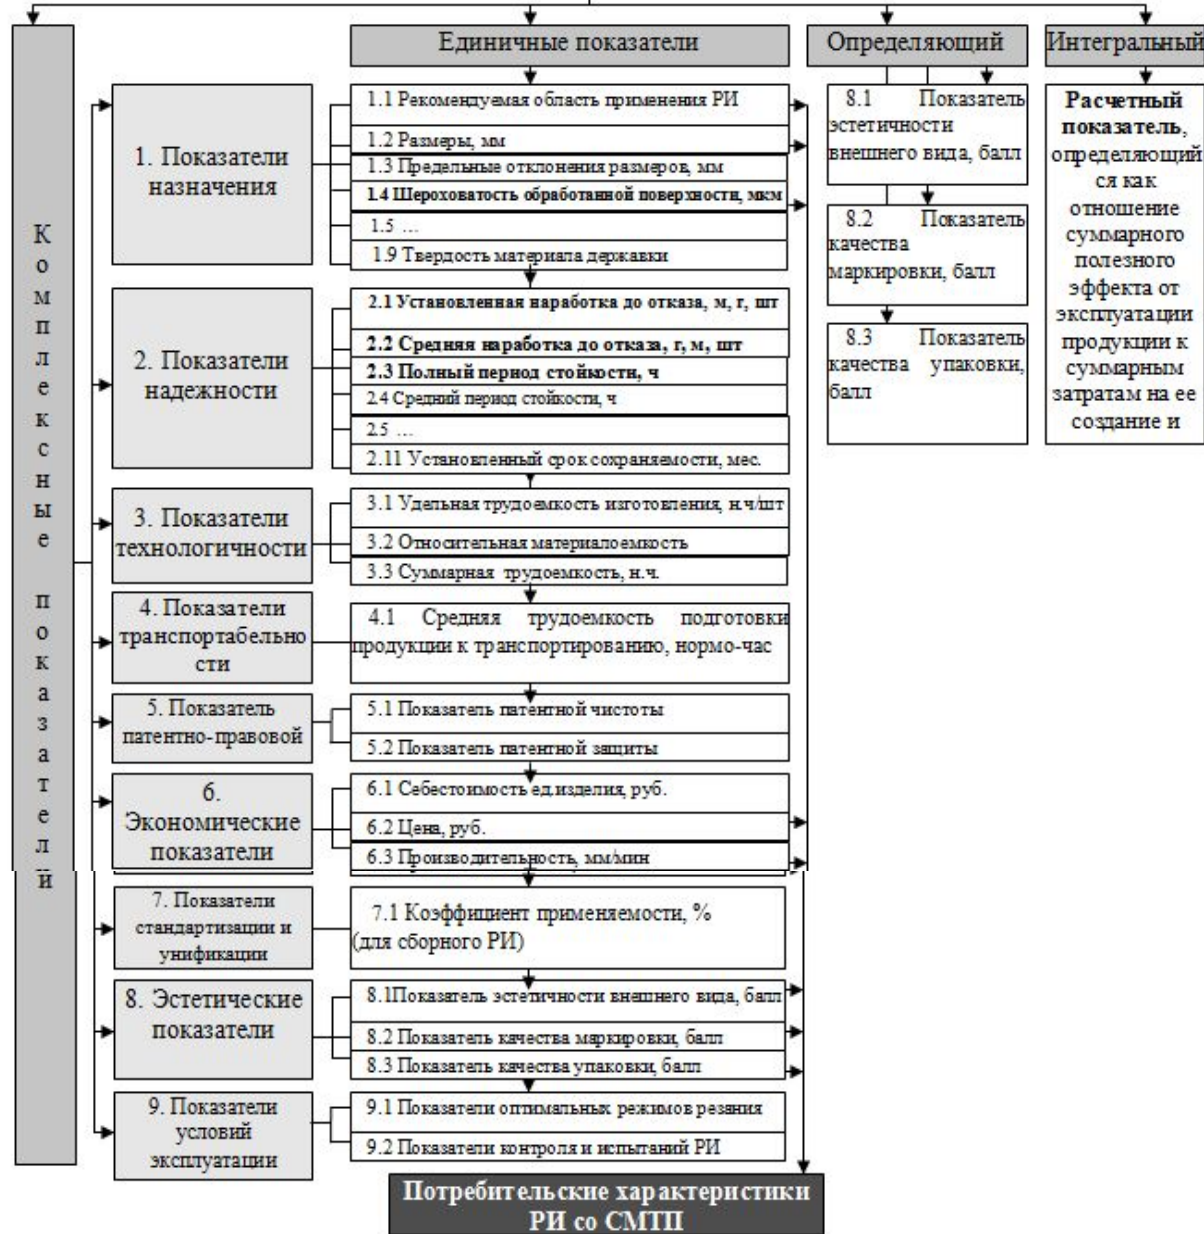 Единичные показатели
Определяющий
Интегральный
Комплексные показатели
1. Показатели
назначения
1.1 Рекомендуемая область применения РИ
1.2 Размеры, мм
1.3 Предельные отклонения размеров, мм
1.4 Шероховатость обработанной поверхности, мкм
1.5 ...
1.9 Твердость материала державки
2. Показатели
надежности
2.1 Установленная наработка до отказа, м, г, шт
2.2 Средняя наработка до отказа, г, м, шт
2.3 Полный период стойкости, ч
2.4 Средний период стойкости, ч
2.5 ...
2.11 Установленный срок сохраняемости, мес.
3. Показатели
технологичности
3.1 Удельная трудоемкость изготовления, н.ч/шт
3.2 Относительная материалоемкость
3.3 Суммарная трудоемкость, н.ч.
4. Показатели
транспортабельно
сти
4.1 Средняя трудоемкость подготовки
продукции к транспортированию, нормо-час
5. Показатель
патентно-правовой
5.1 Показатель патентной чистоты
5.2 Показатель патентной защиты
6.
Экономические
показатели
6.1 Себестоимость ед.изделия, руб.
6.2 Цена, руб.
6.3 Производительность, мм/мин
7. Показатели
стандартизации и
унификации
7.1 Коэффициент применяемости, %
(для сборного РИ)
8. Эстетические
показатели
8.1Показатель эстетичности внешнего вида, балл
8.2 Показатель качества маркировки, балл
8.3 Показатель качества упаковки, балл
9. Показатели
условий
эксплуатации
9.1 Показатели оптимальных режимов резания
9.2 Показатели контроля и испытаний РИ
8.1 Показатель
эстетичности
внешнего вида, балл
8.2 Показатель
качества
маркировки, балл
8.3 Показатель
качества упаковки,
балл
Расчетный
показатель,
определяющий
ся как
отношение
суммарного
полезного
эффекта от
эксплуатации
продукции к
суммарным
затратам на ее
создание и
Потребительские характеристики
РИ со СМТП